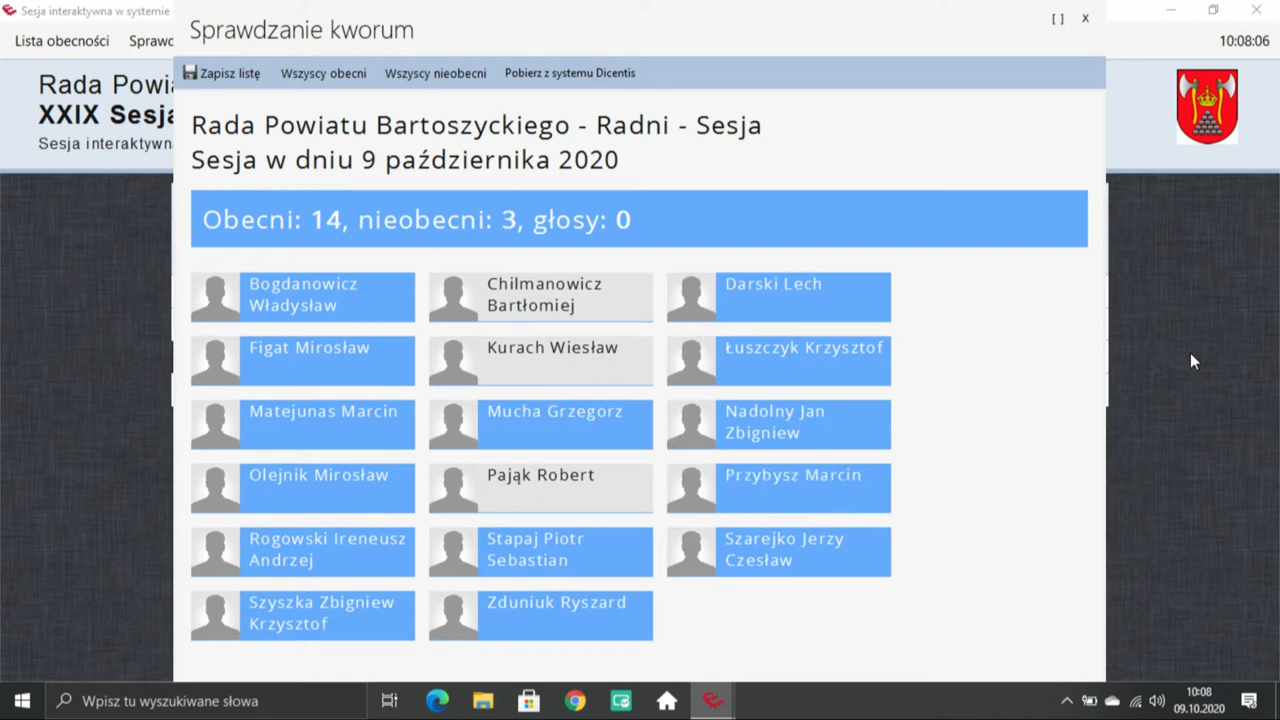 Sesja interaktywna w systemie
Sprawdzanie kworum
[ ] X
Lista obecności
10:08:06
Zapisz listę Wszyscy obecni Wszyscy nieobecni Pobierz z systemu Dicentis
Rada
XXIX
Sesja
Rada Powiatu Bartoszyckiego - Radni - Sesja
Sesja w dniu 9 października 2020
Obecni: 14, nieobecni: 3, głosy: 0
Bogdanowicz
Władysław
Chilmanowicz
Bartłomiej
Darski Lech
Figat Mirosław
Kurach Wiesław
Łuszczyk Krzysztof
Matejunas Marcin
Mucha Grzegorz
Nadolny Jan
Zbigniew
Olejnik Mirosław
Pająk Robert
Przybysz Marcin
Rogowski Ireneusz
Andrzej
Stapaj Piotr
Sebastian
Szarejko Jerzy
Czesław
Szyszka Zbigniew
Krzysztof
Zduniuk Ryszard
Wpisz tu wyszukiwane słowa
10:08
09.10.2020